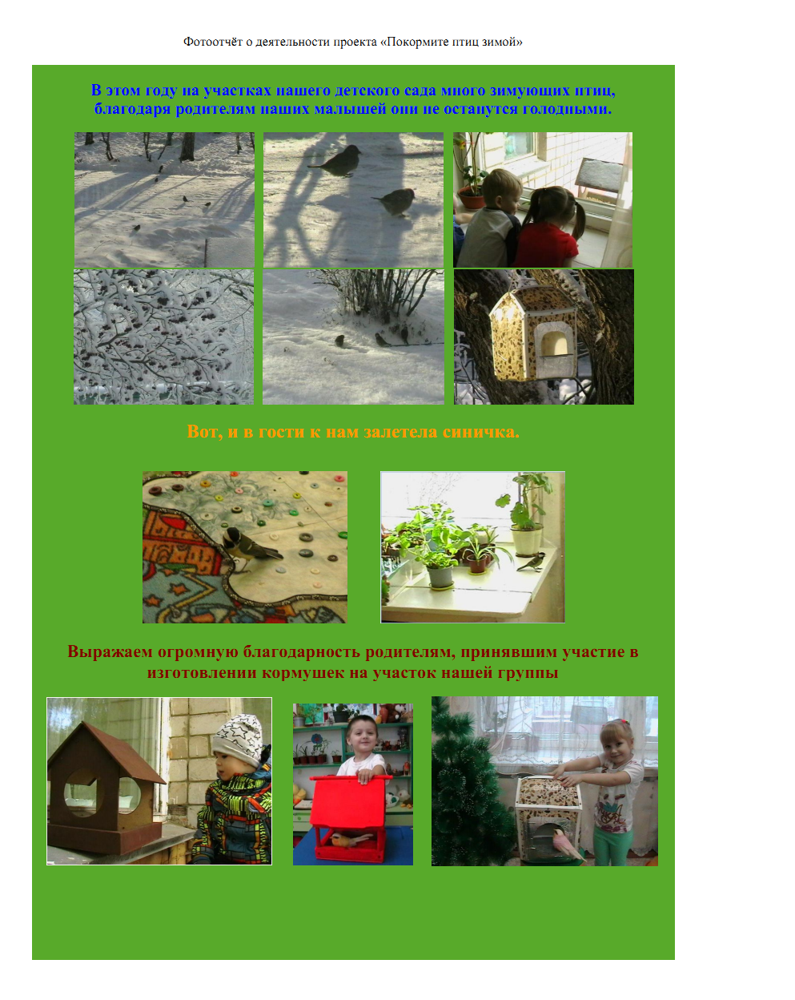 Фотоотчёт о деятельности проекта «Покормите птиц зимой»
В этом году на участках нашего детского сада много зимующих птиц,
благодаря родителям наших малышей они не останутся голодными.
Вот, и в гости к нам залетела синичка.
Выражаем огромную благодарность родителям, принявшим участие в
изготовлении кормушек на участок нашей группы